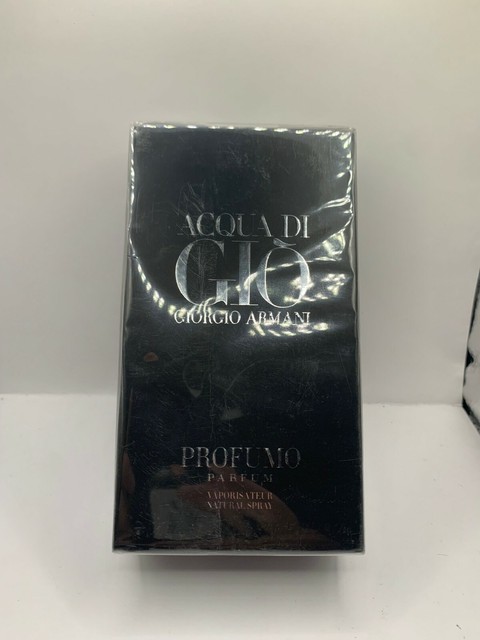 ACQUA DI
GIÒ
GIORGIO ARMANI
PROFUMO
PARFUM
VAPORISATEUR
NATURAL SPRAY